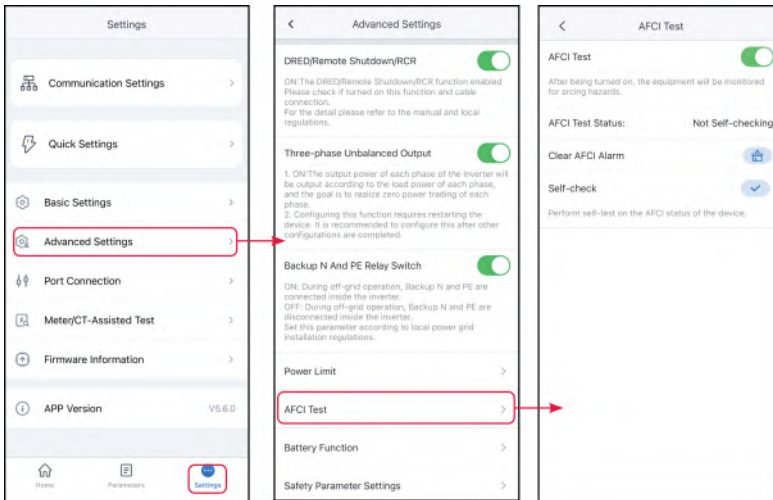 Settings
Communication Settings
Quick Settings
Basic Settings
Advanced Settings
Port Connection
Meter/CT-Assisted Test
Firmware Information
APP Version V5.6.0
Home Parameters Settings
Advanced Settings
DRED/Remote Shutdown/RCR
ON:The DRED/Remote Shutdown/RCR function enabled
Please check if turned on this function and cable
connection.
For the detail please refer to the manual and local
regulations.
Three-phase Unbalanced Output
1. ON:The output power of each phase of the inverter will
be output according to the load power of each phase,
and the goal is to realize zero power trading of each
phase.
2. Configuring this function requires restarting the
device. It is recommended to configure this after other
configurations are completed.
Backup N And PE Relay Switch
ON: During off-grid operation, Backup N and PE are
connected inside the inverter.
OFF: During off-grid operation, Backup N and PE are
disconnected inside the inverter.
Set this parameter according to local power grid
installation regulations.
Power Limit
AFCI Test
Battery Function
Safety Parameter Settings
AFCI Test
AFCI Test
After being turned on, the equipment will be monitored
for arcing hazards.
AFCI Test Status: Not Self-checking
Clear AFCI Alarm
Self-check
Perform self-test on the AFCI status of the device.